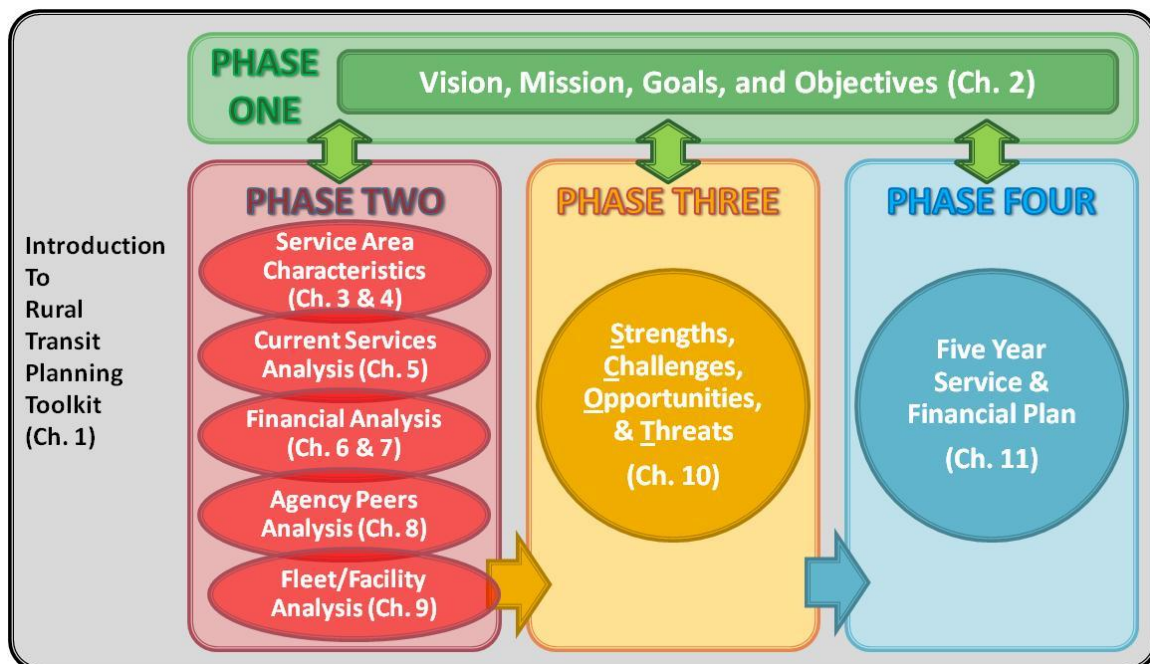 PHASE
ONE
Vision, Mission, Goals, and Objectives (Ch. 2)
Introduction
To
Rural
Transit
Planning
Toolkit
(Ch. 1)
PHASE TWO
Service Area
Characteristics
(Ch. 3 & 4)
Current Services
Analysis (Ch. 5)
Financial Analysis
(Ch. 6 & 7)
Agency Peers
Analysis (Ch. 8)
Fleet/Facility
Analysis (Ch. 9)
PHASE THREE
Strengths,
Challenges,
Opportunities,
& Threats
(Ch. 10)
PHASE FOUR
Five Year
Service &
Financial Plan
(Ch. 11)